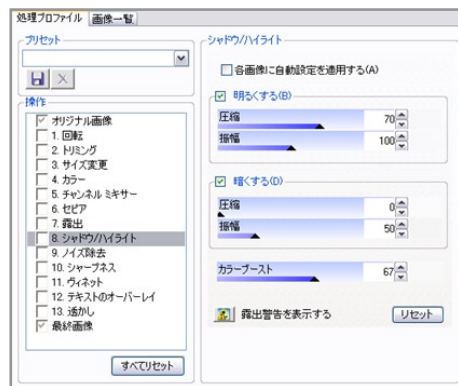 処理プロファイル 画像一覧
プリセット
操作
オリジナル画像
1. 回転
2. トリミング
3. サイズ変更
4. カラー
5. チャンネル ミキサー
6. セピア
7. 露出
8. シャドウ/ハイライト
9. ノイズ除去
10. シャープネス
11. ヴィネット
12. テキストのオーバーレイ
13. 透かし
最終画像
すべてリセット
シャドウ/ハイライト
各画像に自動設定を適用する(A)
明るくする(B)
圧縮 70
振幅 100
暗くする(D)
圧縮 0
振幅 50
カラーブースト 67
露出警告を表示する リセット